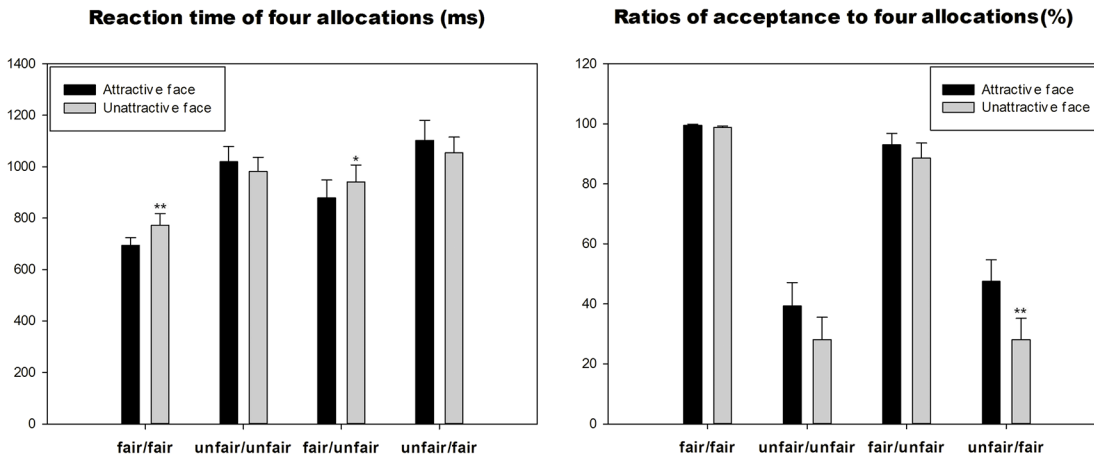 Reaction time of four allocations (ms)
1400
1200
1000
800
600
400
200
0
Attractive face
Unattractive face
**
*
fair/fair unfair/unfair fair/unfair unfair/fair
Ratios of acceptance to four allocations(%)
120
100
80
60
40
20
0
Attractive face
Unattractive face
**
fair/fair unfair/unfair fair/unfair unfair/fair